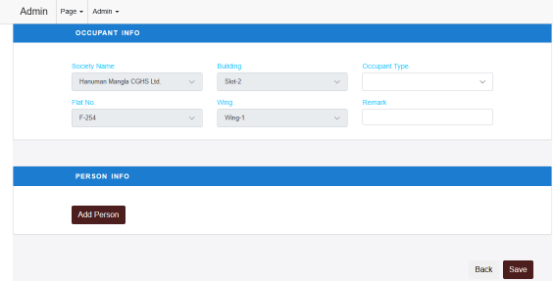 Admin Page Admin
OCCUPANT INFO
Society Name Building Occupant Type
Hanuman Mangla CGHS Ltd. Slot-2
Flat No Wing Remark
F-254 Wing-1
PERSON INFO
Add Person
Back Save